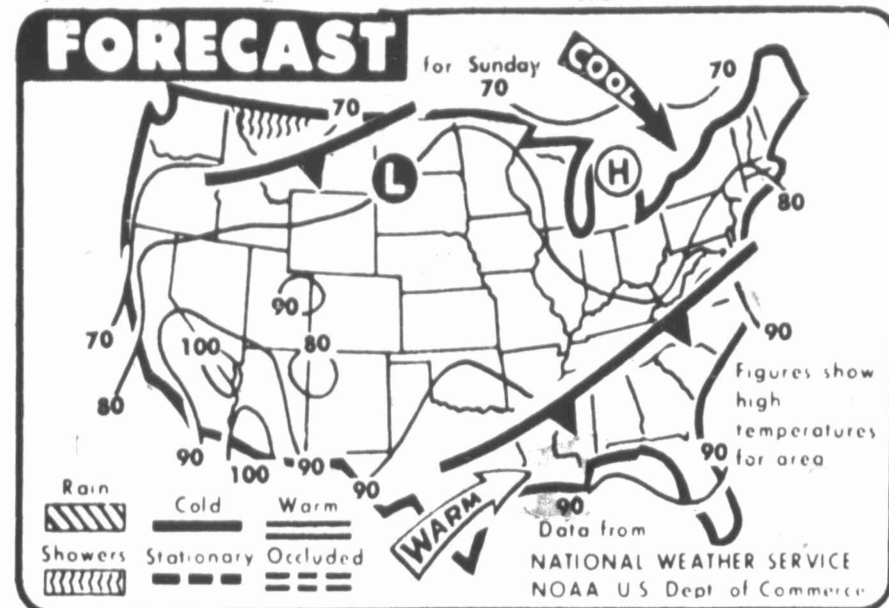 FORECAST
for Sunday
COOL
70
70
70
L
H
80
90
70
100
80
90
80
Figures show
high
temperatures
for area
90
100
90
90
90
90
WARM
Rain
Cold
Warm
Showers
Stationary
Occluded
Data from
NATIONAL WEATHER SERVICE
NOAA U S Dept of Commerce